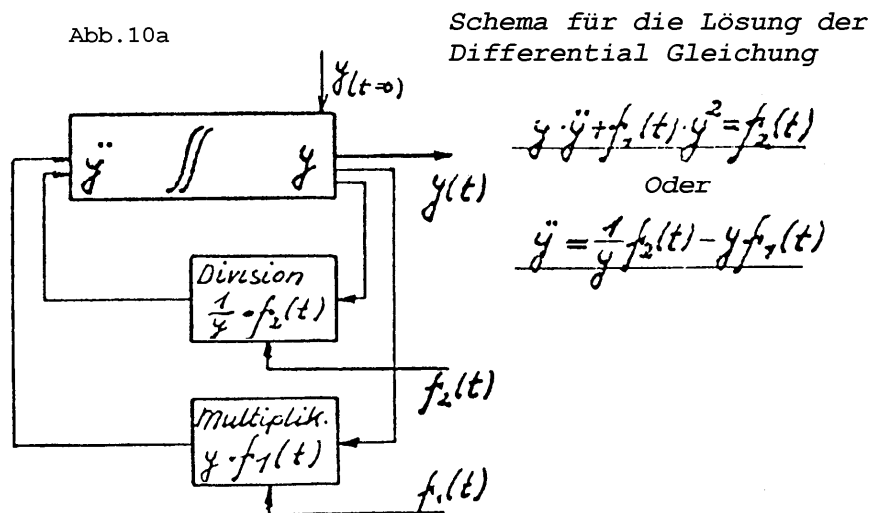 Abb.10a
Schema für die Lösung der
Differential Gleichung
y(t=0)
ÿ ∬ y
y(t)
y·ÿ+f₁(t)·y²=f₂(t)
Oder
ÿ = 1/y f₂(t) - y f₁(t)
Division
1/y · f₂(t)
f₂(t)
Multiplik.
y · f1(t)
f₁(t)